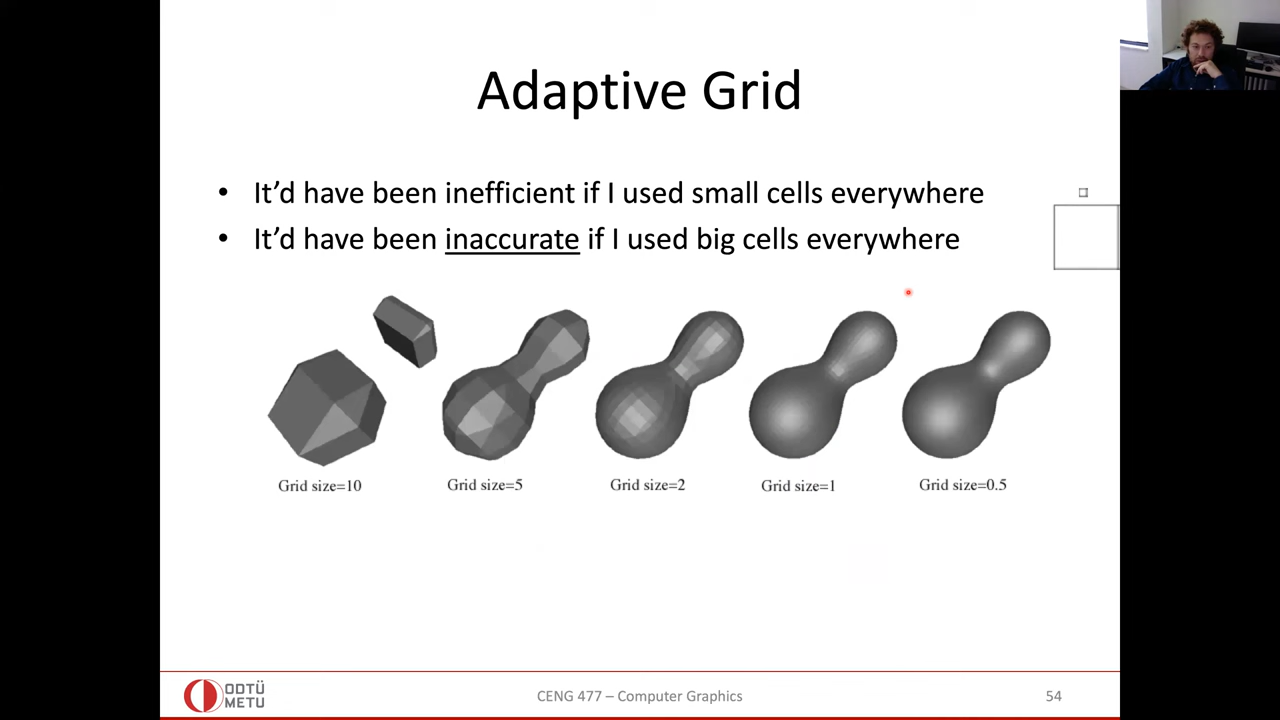 Adaptive Grid
• It’d have been inefficient if I used small cells everywhere
• It’d have been inaccurate if I used big cells everywhere
Grid size=10 Grid size=5 Grid size=2 Grid size=1 Grid size=0.5
ODTÜ
METU
CENG 477 – Computer Graphics
54